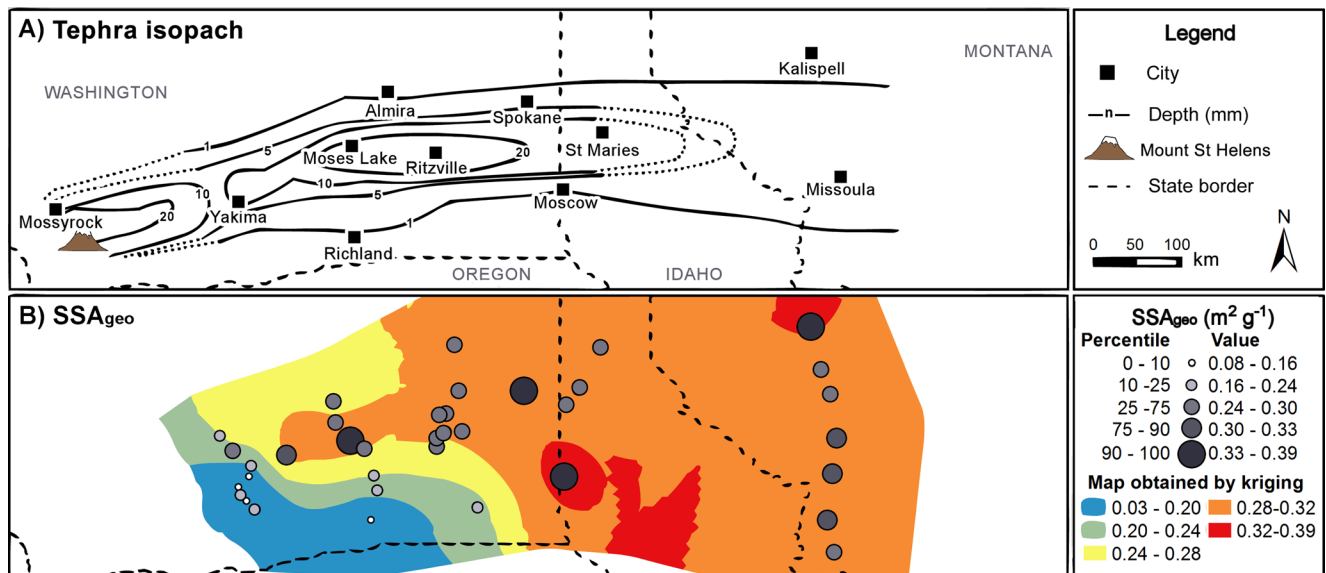 A) Tephra isopach
WASHINGTON
MONTANA
Kalispell
Almira
Spokane
1
5
Moses Lake
Ritzville
20
St Maries
10
20
10
5
Mossyrock
Yakima
Moscow
Missoula
1
Richland
OREGON
IDAHO
Legend
City
n Depth (mm)
Mount St Helens
State border
N
0 50 100
km
B) SSAgeo
SSAgeo (m² g⁻¹)
Percentile Value
0 - 10 0.08 - 0.16
10 -25 0.16 - 0.24
25 -75 0.24 - 0.30
75 - 90 0.30 - 0.33
90 - 100 0.33 - 0.39
Map obtained by kriging
0.03 - 0.20 0.28-0.32
0.20 - 0.24 0.32-0.39
0.24 - 0.28